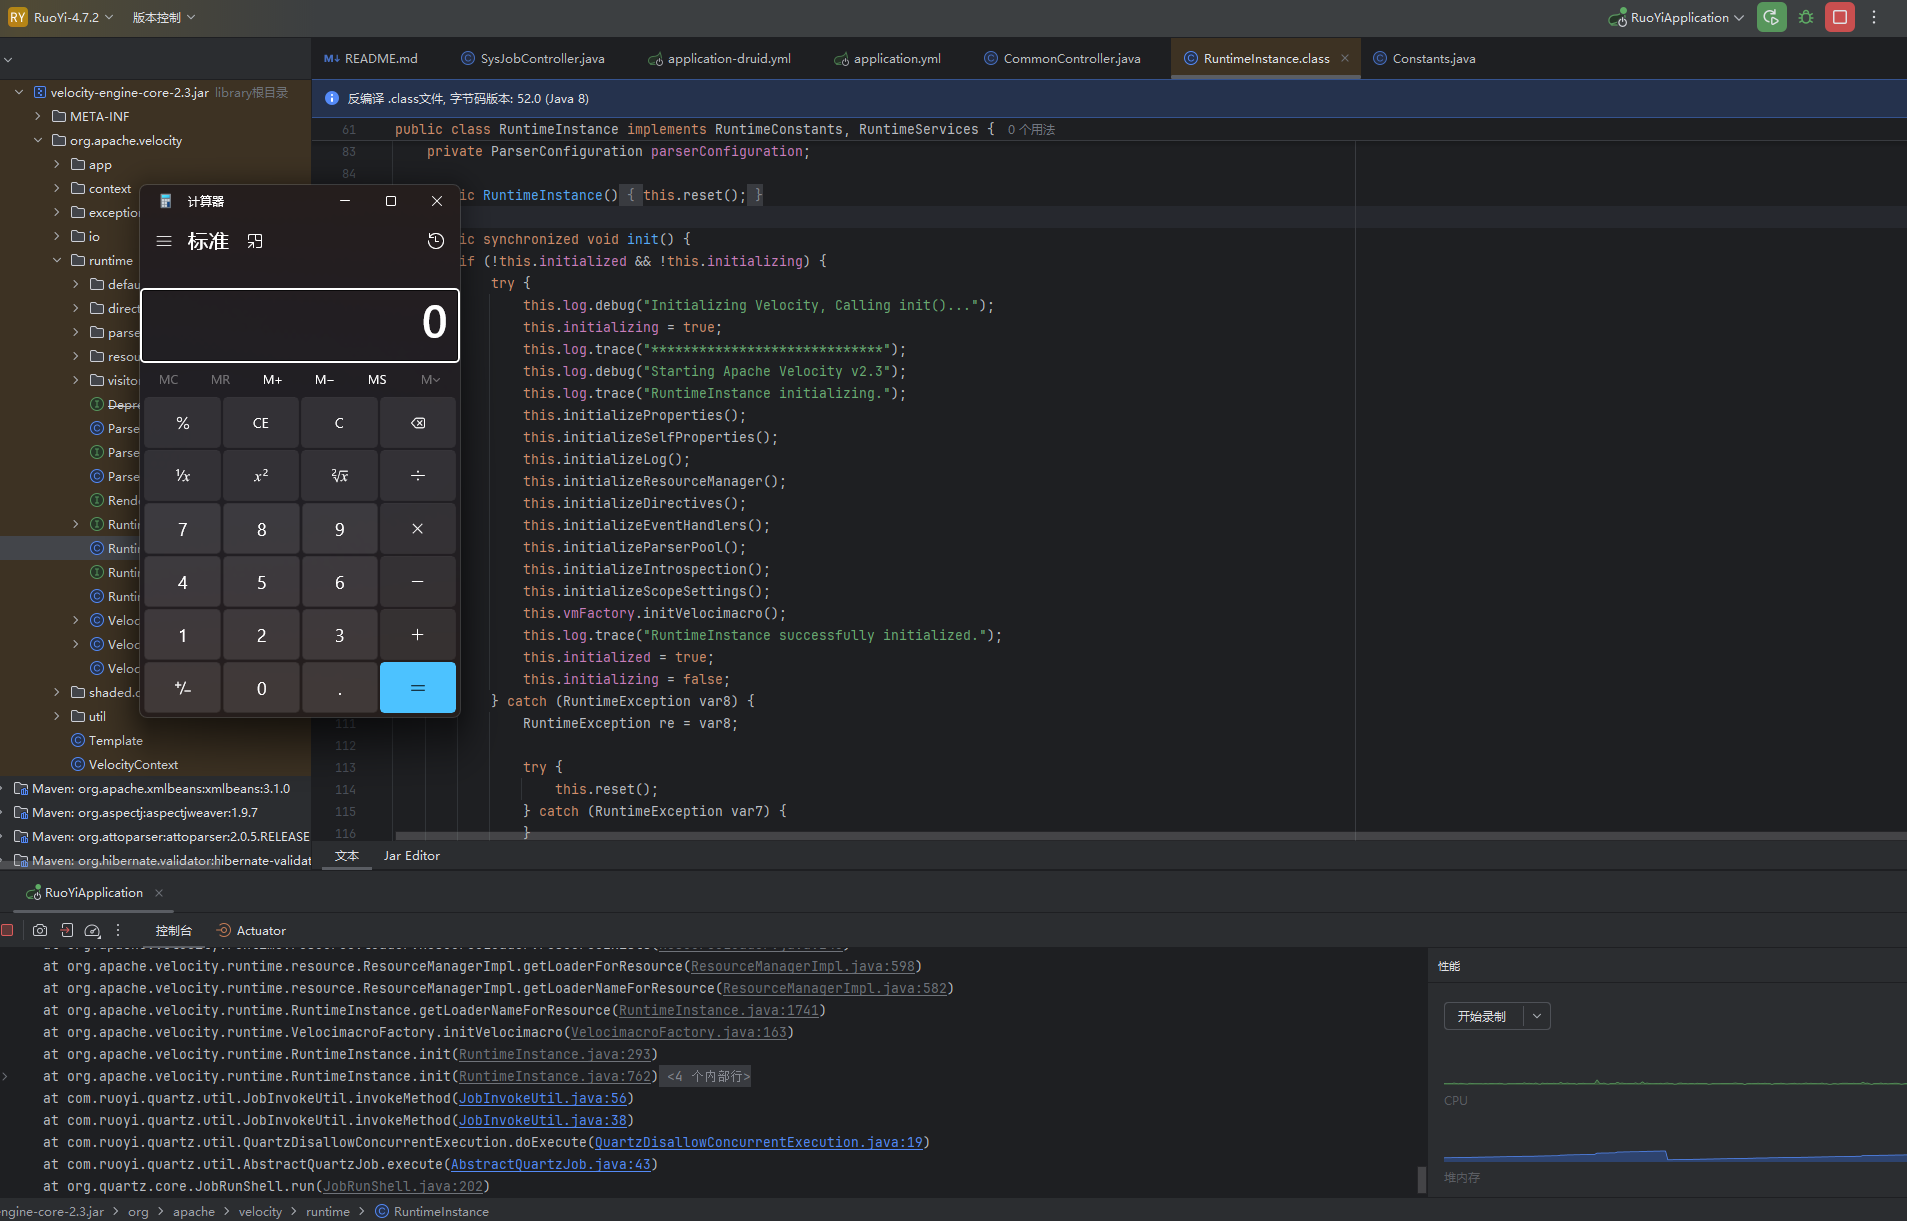 RY RuoYi-4.7.2 版本控制 RuoYiApplication
README.md SysJobController.java application-druid.yml application.yml CommonController.java RuntimeInstance.class Constants.java
velocity-engine-core-2.3.jar library根目录
META-INF
org.apache.velocity
app
context
exceptio
io
runtime
defau
direct
parse
resou
visito
Depre
Parse
Parse
Parse
Rende
Runti
Runti
Runti
Runti
Veloc
Veloc
Veloc
shaded.c
util
Template
VelocityContext
Maven: org.apache.xmlbeans:xmlbeans:3.1.0
Maven: org.aspectj:aspectjweaver:1.9.7
Maven: org.attoparser:attoparser:2.0.5.RELEASE
Maven: org.hibernate.validator:hibernate-validat
计算器
标准
0
MC MR M+ M− MS M
% CE C
⅟x x² ²√x ÷
7 8 9 ×
4 5 6 −
1 2 3 +
+/− 0 . =
反编译 .class文件, 字节码版本: 52.0 (Java 8)
61 public class RuntimeInstance implements RuntimeConstants, RuntimeServices { 0 个用法
83 private ParserConfiguration parserConfiguration;
84
ic RuntimeInstance() { this.reset(); }
ic synchronized void init() {
if (!this.initialized && !this.initializing) {
try {
this.log.debug("Initializing Velocity, Calling init()...");
this.initializing = true;
this.log.trace("*****************************");
this.log.debug("Starting Apache Velocity v2.3");
this.log.trace("RuntimeInstance initializing.");
this.initializeProperties();
this.initializeSelfProperties();
this.initializeLog();
this.initializeResourceManager();
this.initializeDirectives();
this.initializeEventHandlers();
this.initializeParserPool();
this.initializeIntrospection();
this.initializeScopeSettings();
this.vmFactory.initVelocimacro();
this.log.trace("RuntimeInstance successfully initialized.");
this.initialized = true;
this.initializing = false;
} catch (RuntimeException var8) {
111 RuntimeException re = var8;
112
113 try {
114 this.reset();
115 } catch (RuntimeException var7) {
116 }
文本 Jar Editor
RuoYiApplication
控制台 Actuator
at org.apache.velocity.runtime.resource.ResourceManagerImpl.getLoaderForResource(ResourceManagerImpl.java:598)
at org.apache.velocity.runtime.resource.ResourceManagerImpl.getLoaderNameForResource(ResourceManagerImpl.java:582)
at org.apache.velocity.runtime.RuntimeInstance.getLoaderNameForResource(RuntimeInstance.java:1741)
at org.apache.velocity.runtime.VelocimacroFactory.initVelocimacro(VelocimacroFactory.java:163)
at org.apache.velocity.runtime.RuntimeInstance.init(RuntimeInstance.java:293)
at org.apache.velocity.runtime.RuntimeInstance.init(RuntimeInstance.java:762) <4 个内部行>
at com.ruoyi.quartz.util.JobInvokeUtil.invokeMethod(JobInvokeUtil.java:56)
at com.ruoyi.quartz.util.JobInvokeUtil.invokeMethod(JobInvokeUtil.java:38)
at com.ruoyi.quartz.util.QuartzDisallowConcurrentExecution.doExecute(QuartzDisallowConcurrentExecution.java:19)
at com.ruoyi.quartz.util.AbstractQuartzJob.execute(AbstractQuartzJob.java:43)
at org.quartz.core.JobRunShell.run(JobRunShell.java:202)
性能
开始录制
CPU
堆内存
ngine-core-2.3.jar > org > apache > velocity > runtime > RuntimeInstance